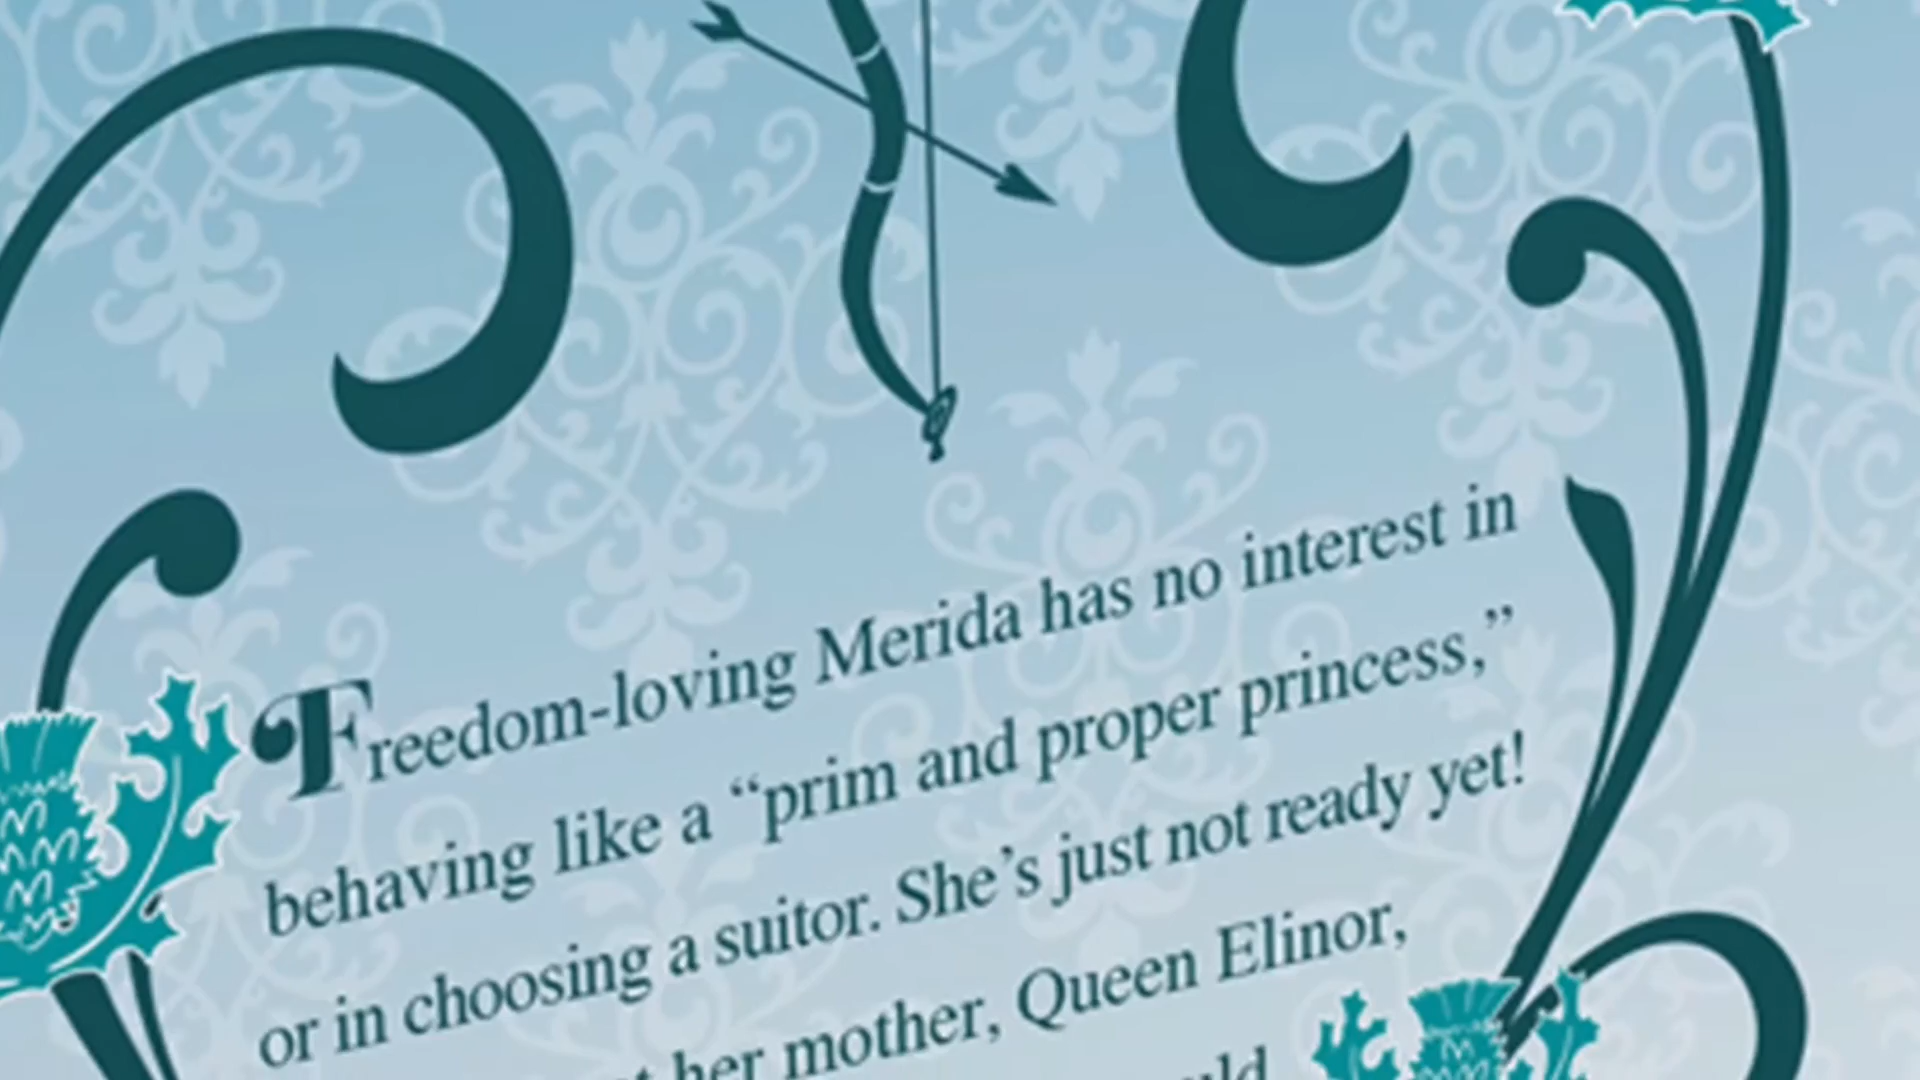 Freedom-loving Merida has no interest in
behaving like a “prim and proper princess,”
or in choosing a suitor. She’s just not ready yet!
her mother, Queen Elinor,